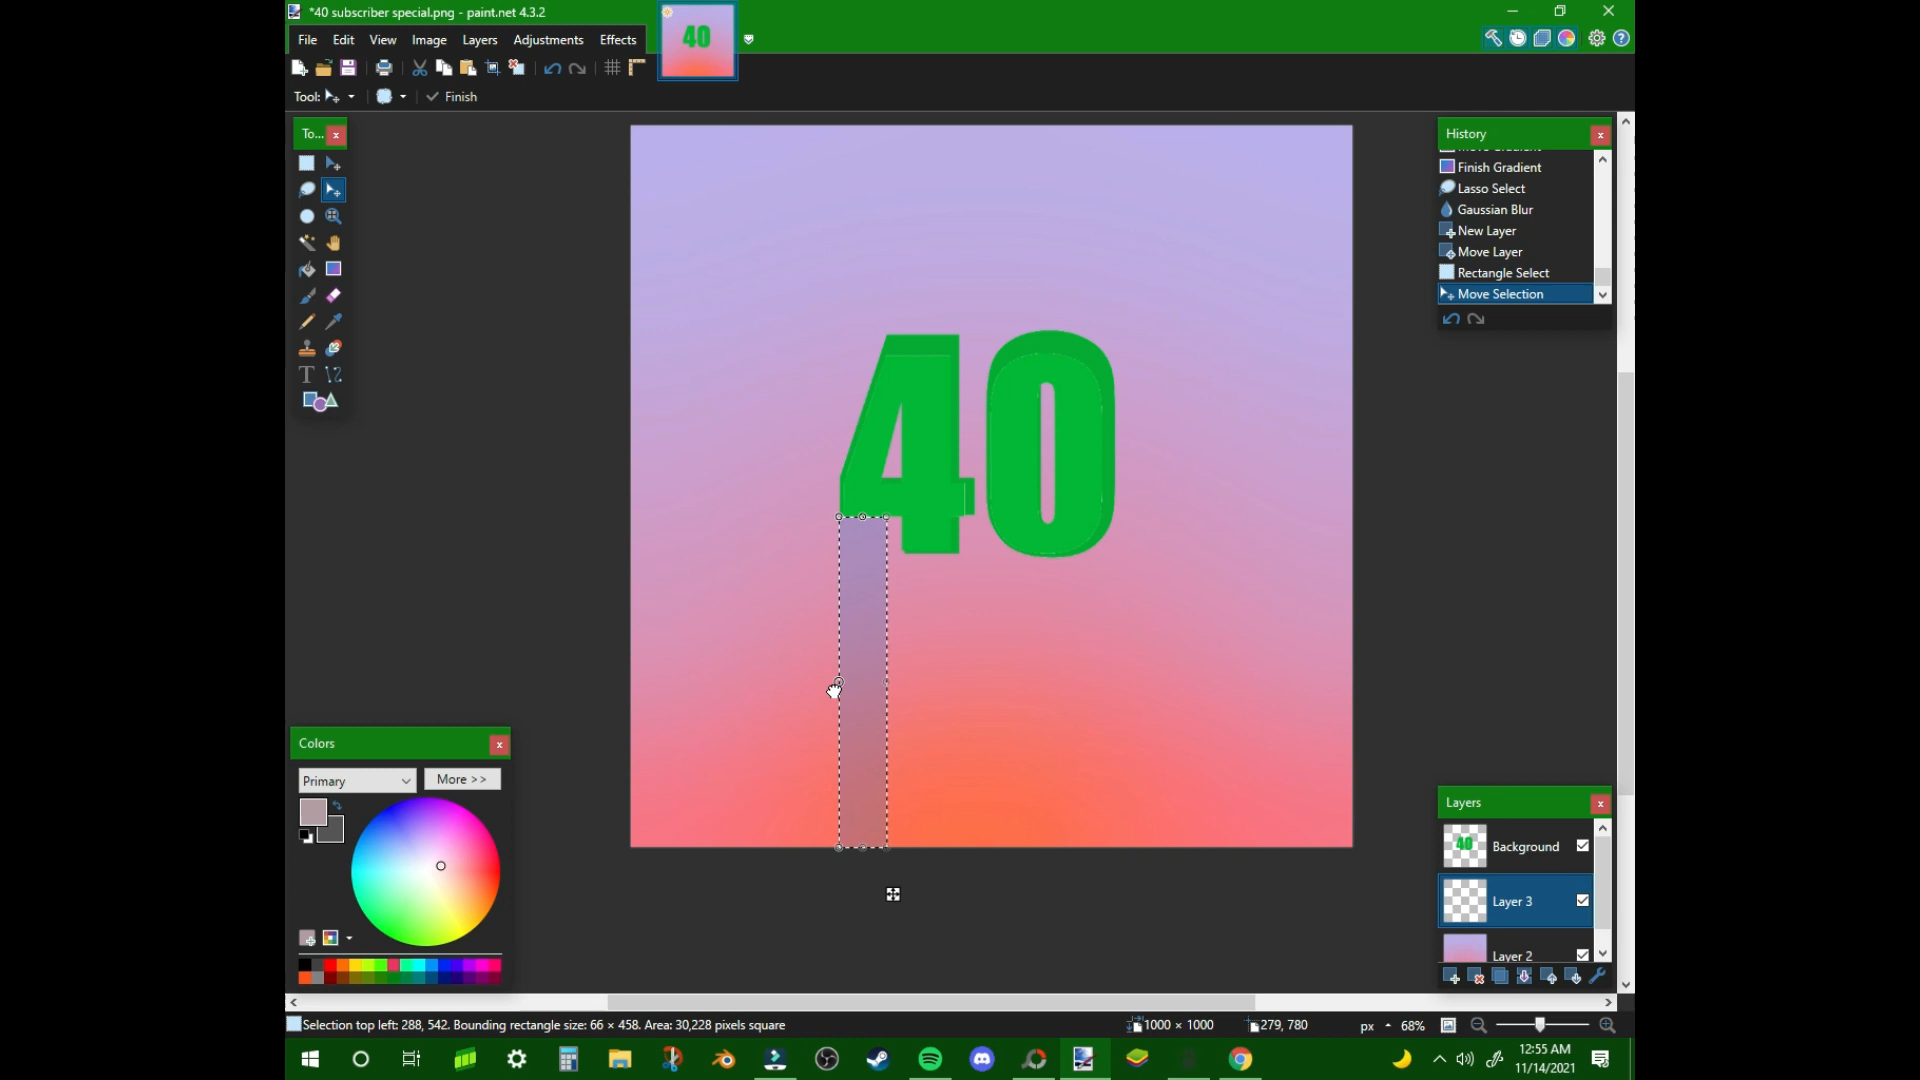 *40 subscriber special.png - paint.net 4.3.2
40
File Edit View Image Layers Adjustments Effects
Tool:
Finish
To...
History
Finish Gradient
Lasso Select
Gaussian Blur
New Layer
Move Layer
Rectangle Select
Move Selection
40
Colors
Primary
More >>
Layers
40
Background
Layer 3
Layer 2
Selection top left: 288, 542. Bounding rectangle size: 66 × 458. Area: 30,228 pixels square
1000 × 1000
279, 780
px
68%
12:55 AM
11/14/2021